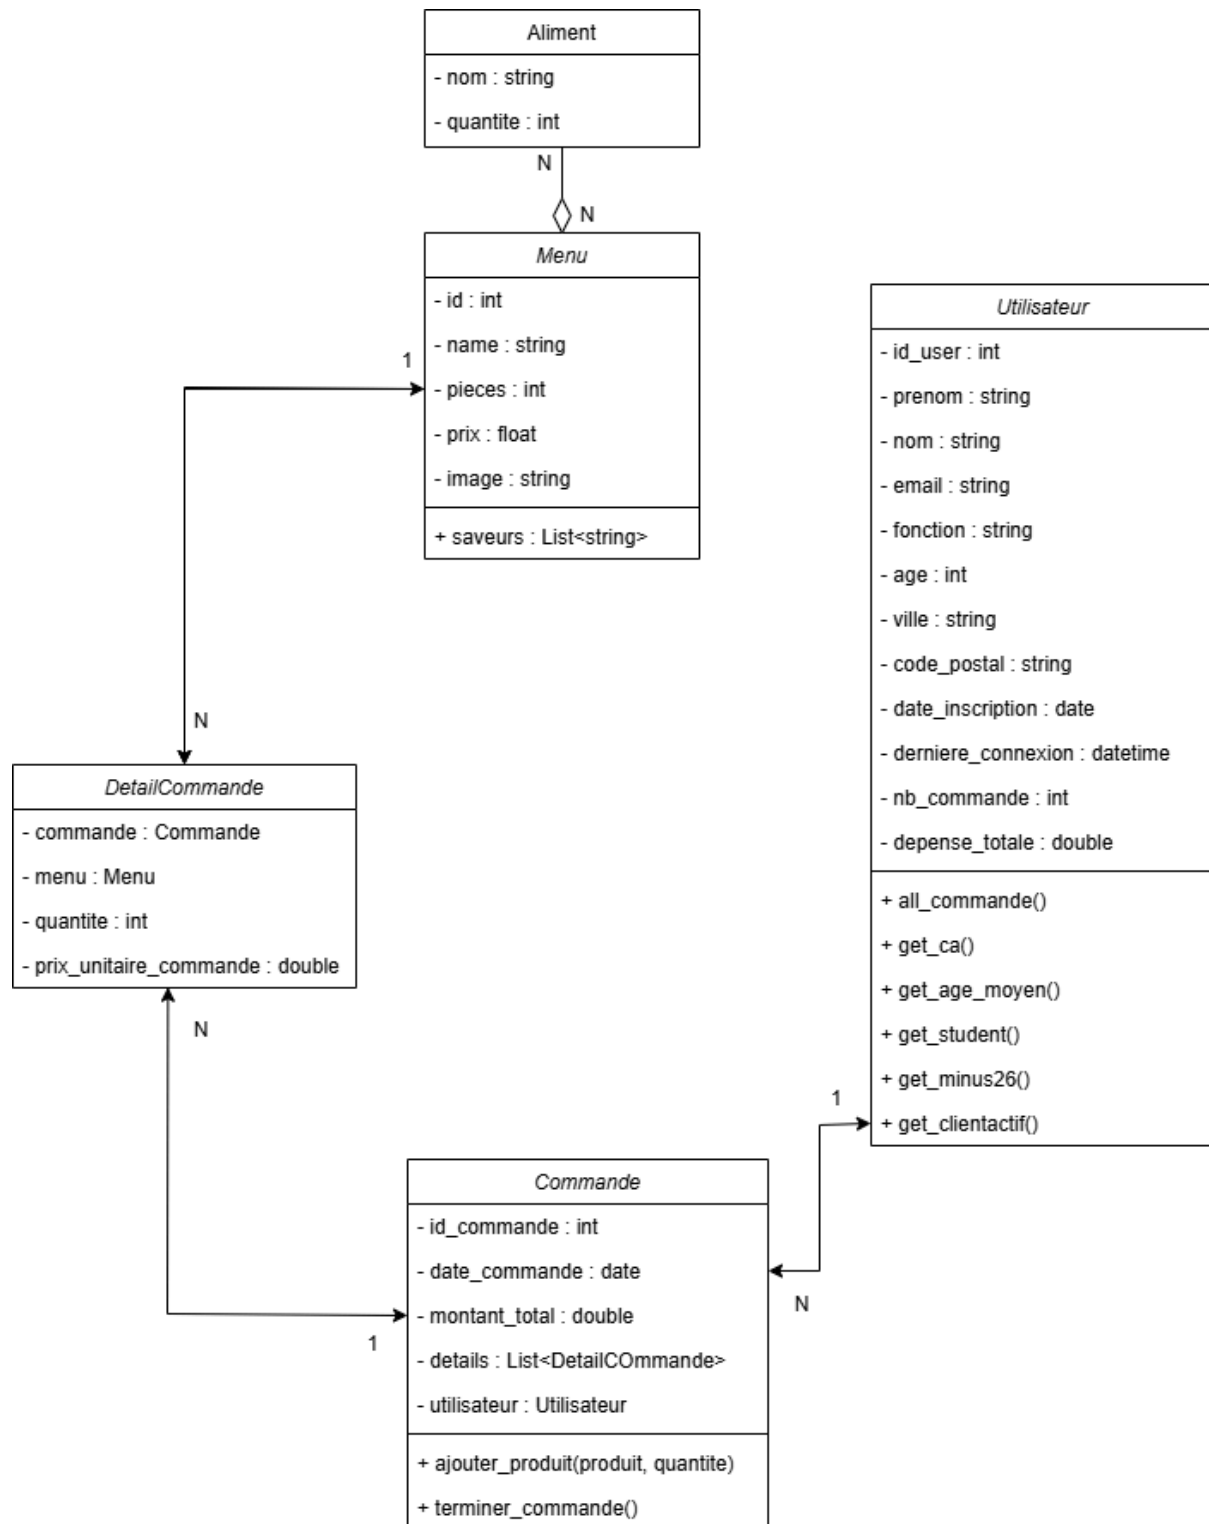 Aliment
- nom : string
- quantite : int
N
N
Menu
- id : int
- name : string
- pieces : int
- prix : float
- image : string
+ saveurs : List<string>
1
N
Utilisateur
- id_user : int
- prenom : string
- nom : string
- email : string
- fonction : string
- age : int
- ville : string
- code_postal : string
- date_inscription : date
- derniere_connexion : datetime
- nb_commande : int
- depense_totale : double
+ all_commande()
+ get_ca()
+ get_age_moyen()
+ get_student()
+ get_minus26()
+ get_clientactif()
DetailCommande
- commande : Commande
- menu : Menu
- quantite : int
- prix_unitaire_commande : double
N
1
1
N
Commande
- id_commande : int
- date_commande : date
- montant_total : double
- details : List<DetailCOmmande>
- utilisateur : Utilisateur
+ ajouter_produit(produit, quantite)
+ terminer_commande()